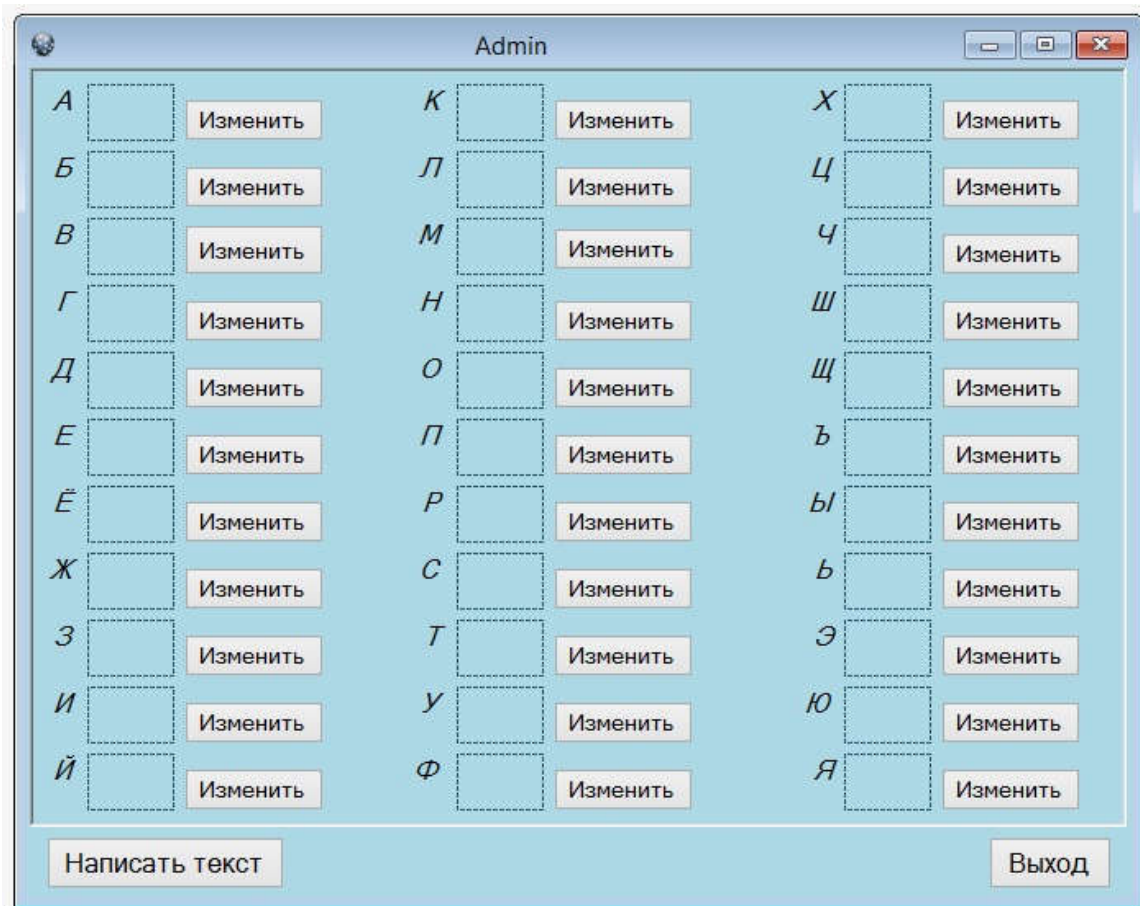 Admin
А Изменить К Изменить Х Изменить
Б Изменить Л Изменить Ц Изменить
В Изменить М Изменить Ч Изменить
Г Изменить Н Изменить Ш Изменить
Д Изменить О Изменить Щ Изменить
Е Изменить П Изменить Ъ Изменить
Ё Изменить Р Изменить Ы Изменить
Ж Изменить С Изменить Ь Изменить
З Изменить Т Изменить Э Изменить
И Изменить У Изменить Ю Изменить
Й Изменить Ф Изменить Я Изменить
Написать текст Выход